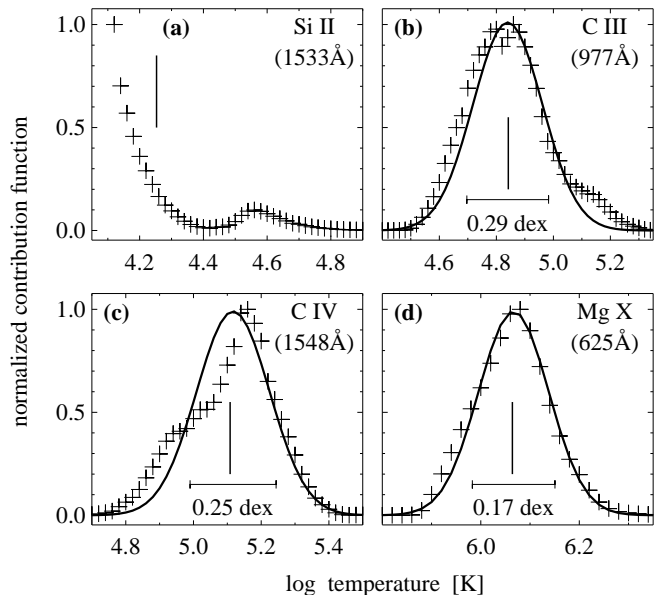 (a) Si II
(1533Å)
(b) C III
(977Å)
1.0
0.5
0.0
0.29 dex
4.2 4.4 4.6 4.8
4.6 4.8 5.0 5.2
(c) C IV
(1548Å)
(d) Mg X
(625Å)
1.0
0.5
0.0
0.25 dex
0.17 dex
4.8 5.0 5.2 5.4
6.0 6.2
normalized contribution function
log temperature [K]